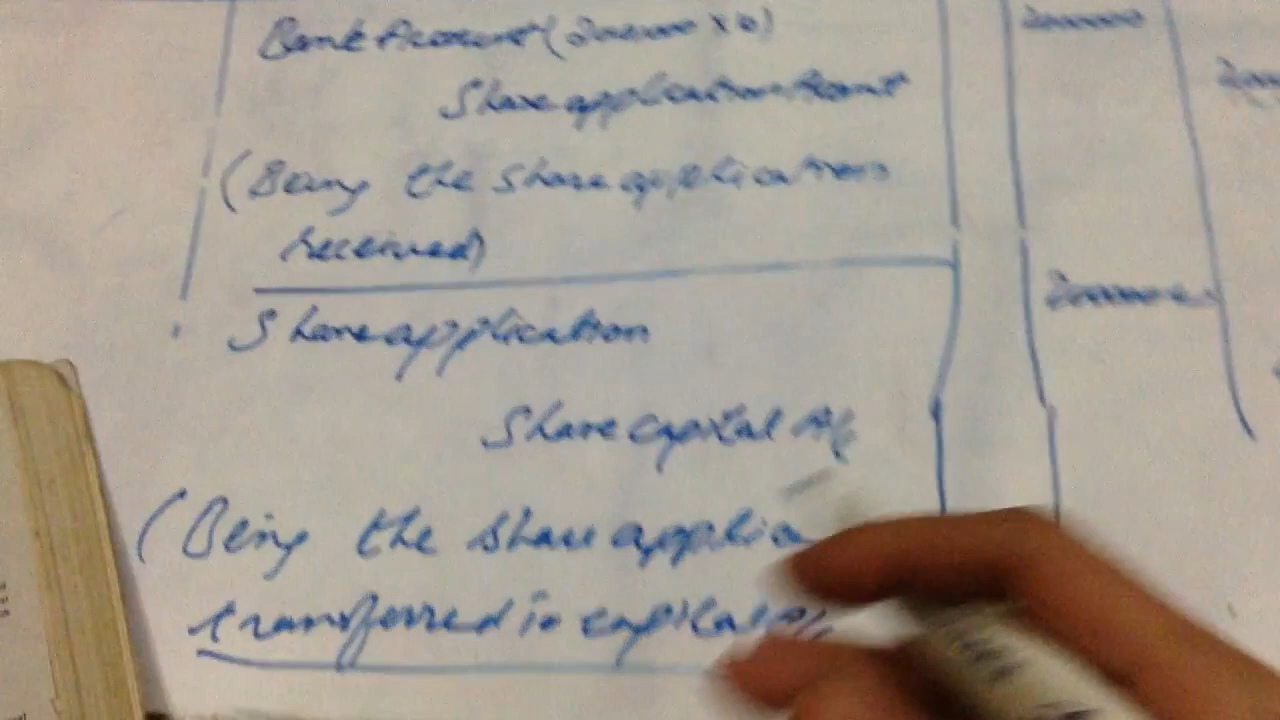 Bank Account (
Share application Account
(Being the Share application
received)
Share application
Share capital A/c
(Being the share applica
transferred to capital A/c